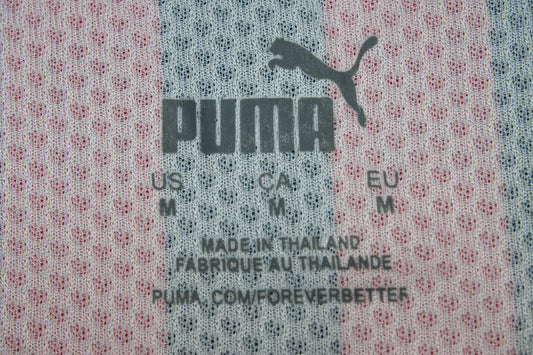 PUMA
US CA EU
M M M
MADE IN THAILAND
FABRIQUE AU THAILANDE
PUMA.COM/FOREVERBETTER